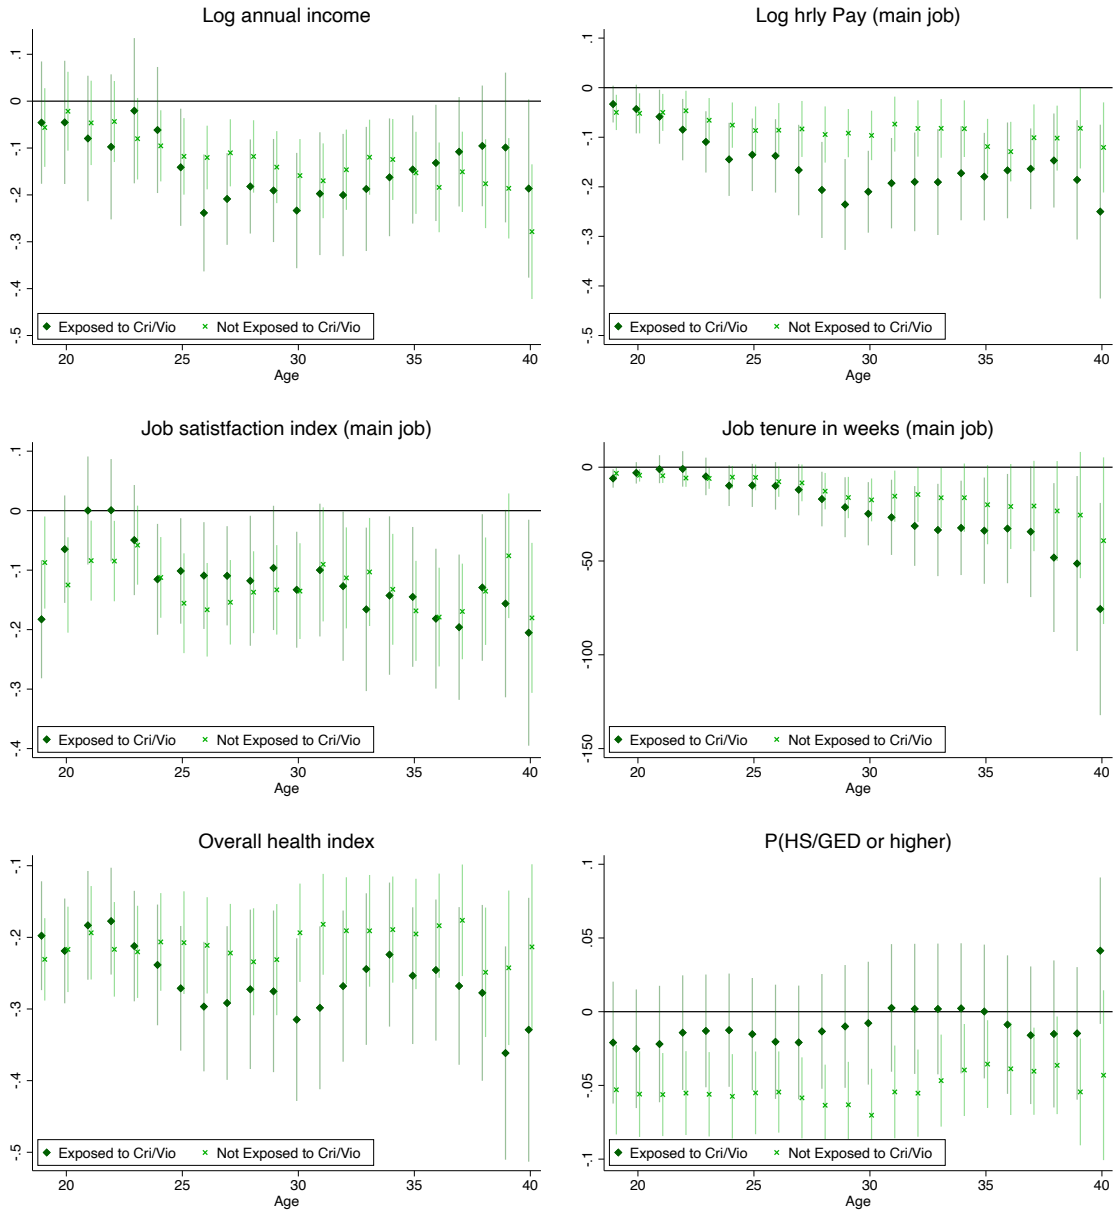 Log annual income
.1
0
-.1
-.2
-.3
-.4
-.5
Exposed to Cri/Vio
Not Exposed to Cri/Vio
20 25 30 35 40
Age
Log hrly Pay (main job)
.1
0
-.1
-.2
-.3
-.4
-.5
Exposed to Cri/Vio
Not Exposed to Cri/Vio
20 25 30 35 40
Age
Job satistfaction index (main job)
.1
0
-.1
-.2
-.3
-.4
Exposed to Cri/Vio
Not Exposed to Cri/Vio
20 25 30 35 40
Age
Job tenure in weeks (main job)
0
-50
-100
-150
Exposed to Cri/Vio
Not Exposed to Cri/Vio
20 25 30 35 40
Age
Overall health index
-.1
-.2
-.3
-.4
-.5
Exposed to Cri/Vio
Not Exposed to Cri/Vio
20 25 30 35 40
Age
P(HS/GED or higher)
.1
.05
0
-.05
-.1
Exposed to Cri/Vio
Not Exposed to Cri/Vio
20 25 30 35 40
Age